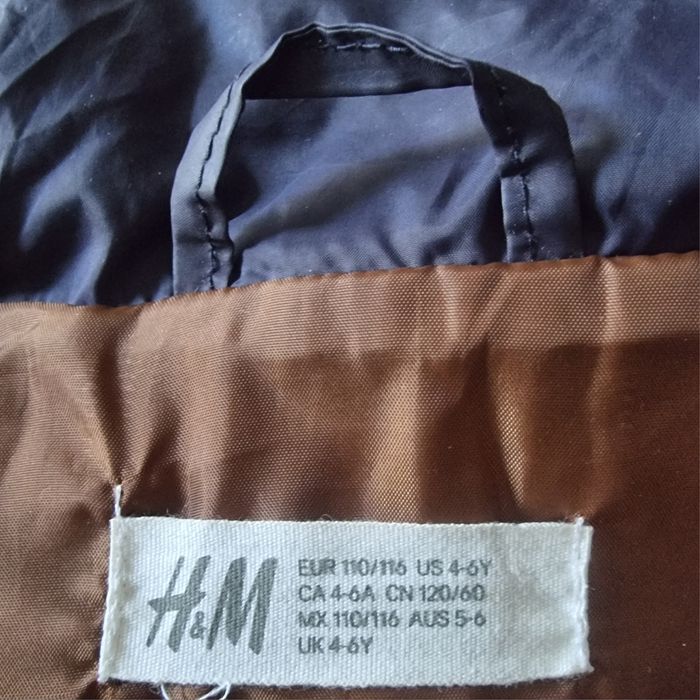 H&M
EUR 110/116 US 4-6Y
CA 4-6A CN 120/60
MX 110/116 AUS 5-6
UK 4-6Y